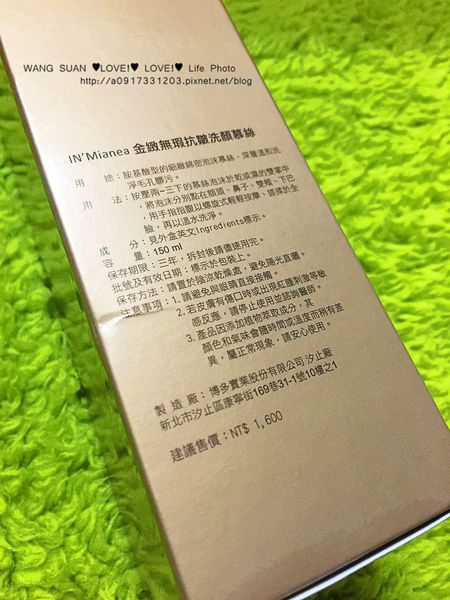 WANG SUAN ♥LOVE!♥ LOVE!♥ Life Photo
http://a0917331203.pixnet.net/blog
IN'Mianea 金緻無瑕抗皺洗顏慕絲
用 途：胺基酸型的細緻綿密泡沫慕絲，深層溫和洗
淨毛孔髒污。
用 法：按壓兩~三下的慕絲泡沫於乾或濕的雙掌中
，將泡沫分別點在額頭、鼻子、雙頰、下巴
，用手指指腹以螺旋式輕輕按摩、搓揉於全
臉，再以溫水洗淨。
成 分：見外盒英文Ingredients標示。
容 量：150 ml
保存期限：三年，拆封後請儘速用完。
批號及有效日期：標示於包裝上。
保存方法：請置於陰涼乾燥處，避免陽光直曬。
注意事項：1. 請避免與眼睛直接接觸。
2. 若皮膚有傷口時或出現紅腫刺激等敏
感反應，請停止使用並諮詢醫師。
3. 產品因添加植物萃取成分，其
顏色和氣味會隨時間或溫度而稍有差
異，屬正常現象，請安心使用。
製 造 廠：博多實業股份有限公司 汐止廠
新北市汐止區康寧街169巷31-1號10樓之1
建議售價：NT$ 1,600